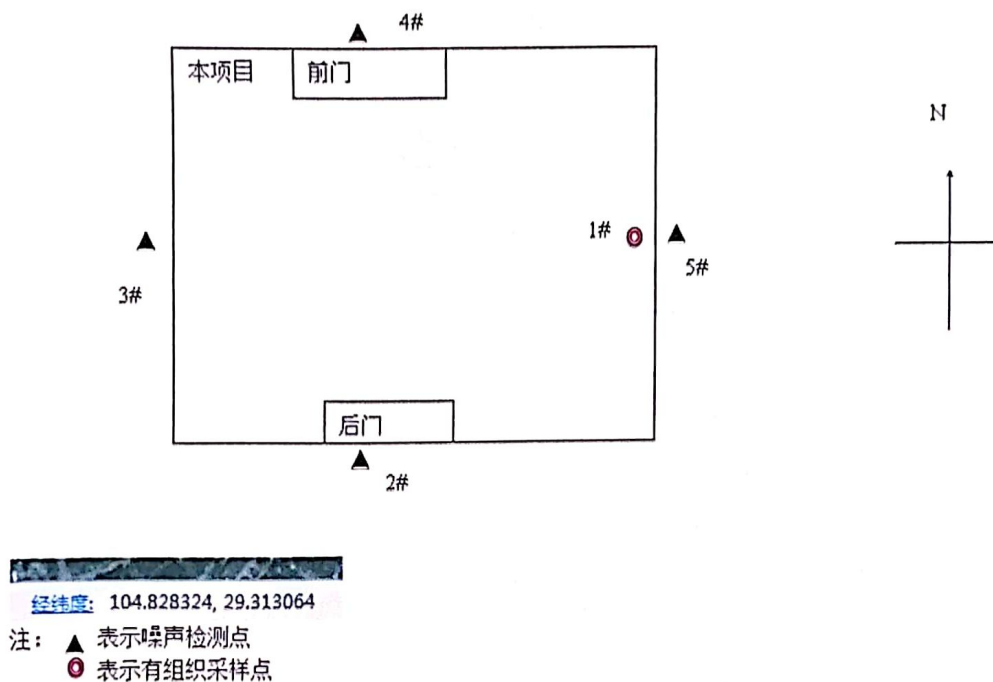 4#
本项目
前门
N
1#
5#
3#
后门
2#
经纬度: 104.828324, 29.313064
注: ▲ 表示噪声检测点
表示有组织采样点